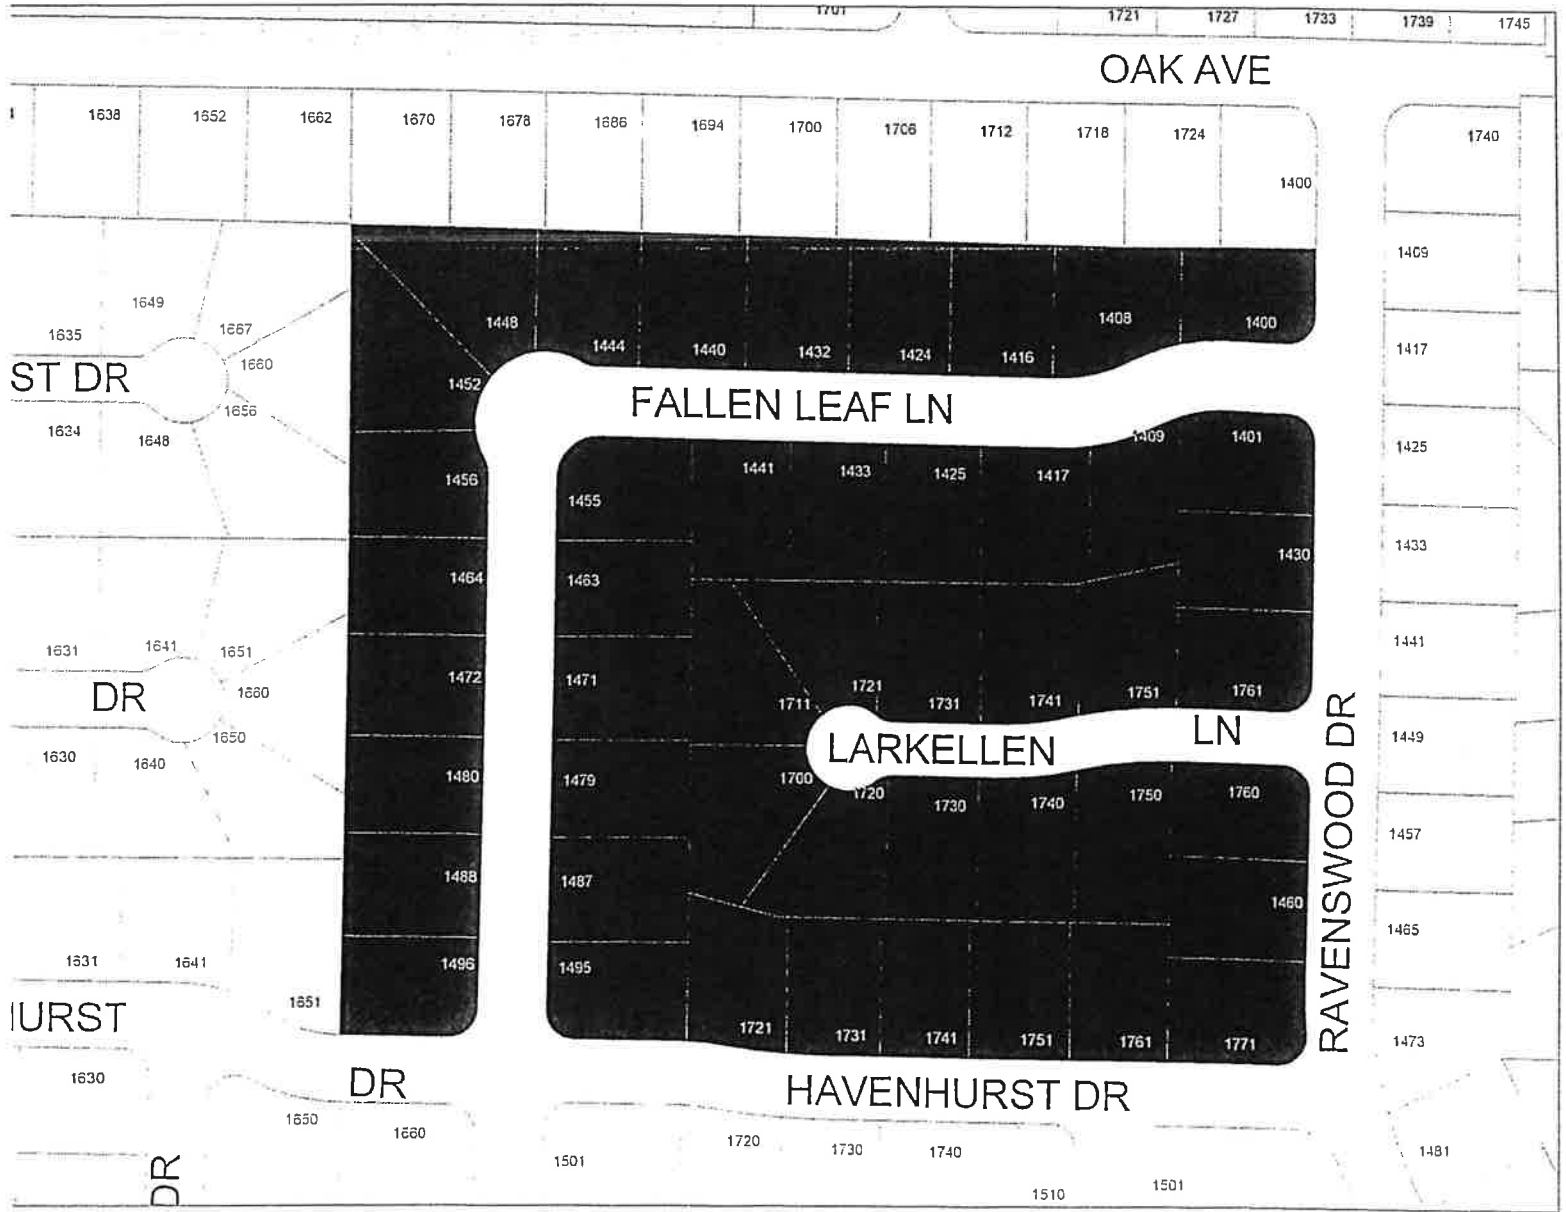 1701
1721 1727 1733 1739 1745
OAK AVE
1638 1652 1662 1670 1678 1686 1694 1700 1706 1712 1718 1724 1740
1400
1409
1649
1635 1667
1660
ST DR
1656
1634 1648
1448 1444 1440 1432 1424 1416 1408 1400
1417
1452
FALLEN LEAF LN
1409 1401
1425
1456 1455 1441 1433 1425 1417
1464 1463 1430 1433
1631 1641 1651
1660
DR
1650
1630 1640
1472 1471 1711 1721 1731 1741 1751 1761
1441
LARKELLEN LN
RAVENSWOOD DR
1449
1480 1479 1700 1720 1730 1740 1750 1760
1457
1488 1487 1460
1465
1631 1641 1496 1495
1651
HURST
1721 1731 1741 1751 1761 1771
1473
1630
DR
HAVENHURST DR
1650 1660 1720 1730 1740
1481
DR
1501
1510 1501